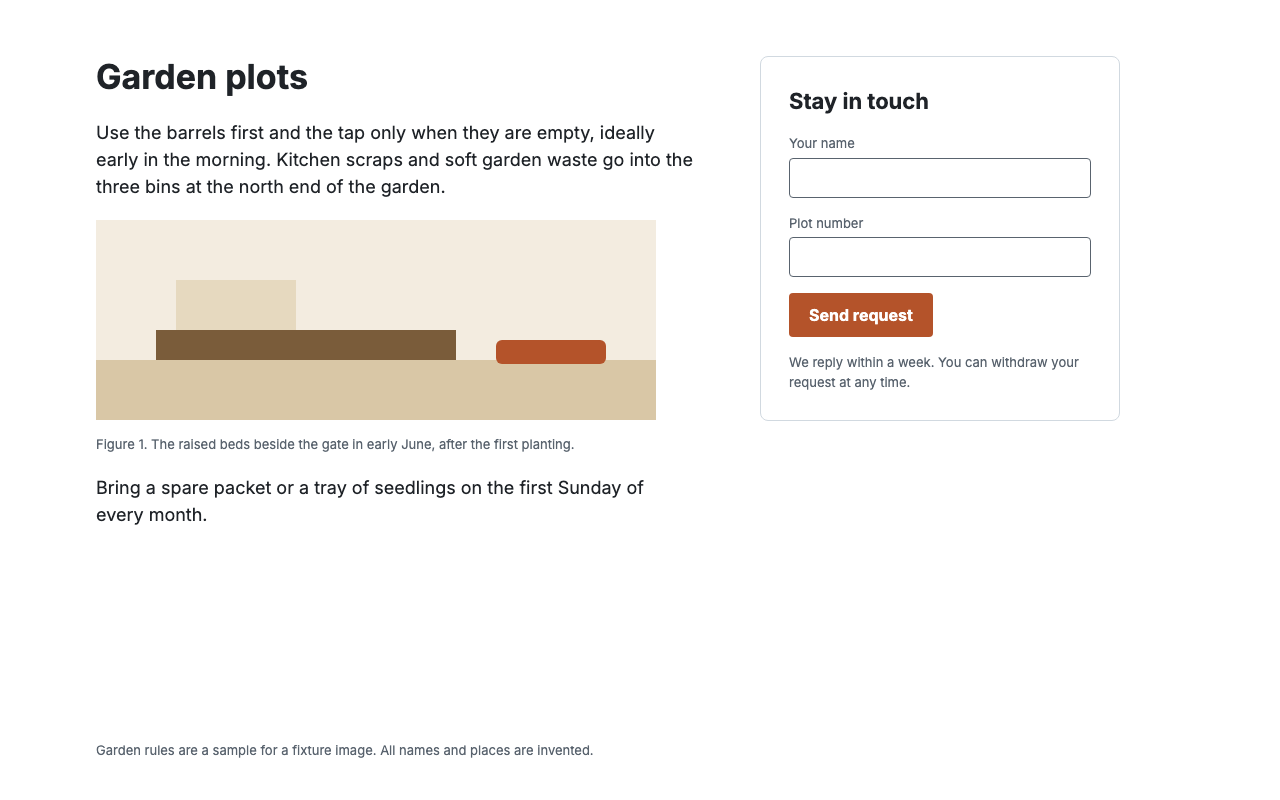 Garden plots
Use the barrels first and the tap only when they are empty, ideally
early in the morning. Kitchen scraps and soft garden waste go into the
three bins at the north end of the garden.
Figure 1. The raised beds beside the gate in early June, after the first planting.
Bring a spare packet or a tray of seedlings on the first Sunday of
every month.
Stay in touch
Your name
Plot number
Send request
We reply within a week. You can withdraw your
request at any time.
Garden rules are a sample for a fixture image. All names and places are invented.